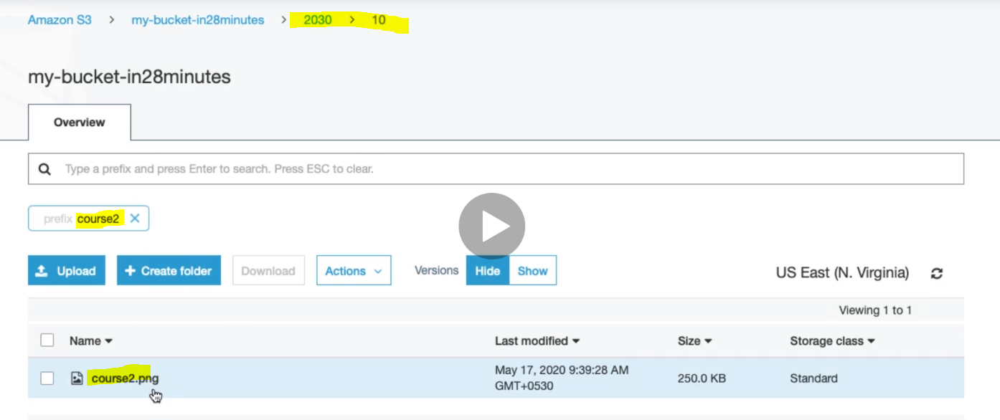 Amazon S3 > my-bucket-in28minutes > 2030 > 10
my-bucket-in28minutes
Overview
Type a prefix and press Enter to search. Press ESC to clear.
prefix course2 ×
Upload + Create folder Download Actions Versions Hide Show US East (N. Virginia)
Viewing 1 to 1
Name Last modified Size Storage class
course2.png May 17, 2020 9:39:28 AM 250.0 KB Standard
GMT+0530